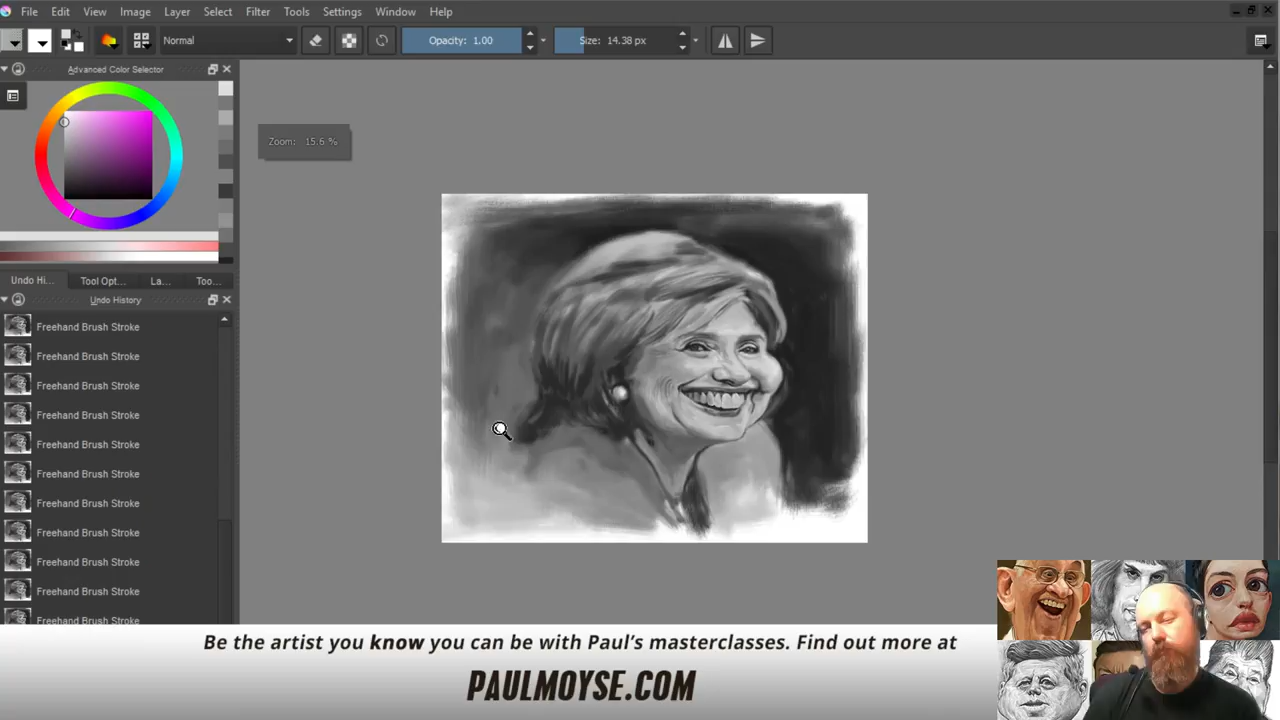 File Edit View Image Layer Select Filter Tools Settings Window Help
Normal Opacity: 1.00 Size: 14.38 px
Advanced Color Selector
Zoom: 15.6 %
Undo Hi... Tool Opt... La... Too...
Undo History
Freehand Brush Stroke
Freehand Brush Stroke
Freehand Brush Stroke
Freehand Brush Stroke
Freehand Brush Stroke
Freehand Brush Stroke
Freehand Brush Stroke
Freehand Brush Stroke
Freehand Brush Stroke
Freehand Brush Stroke
Freehand Brush Stroke
Be the artist you know you can be with Paul's masterclasses. Find out more at
PAULMOYSE.COM